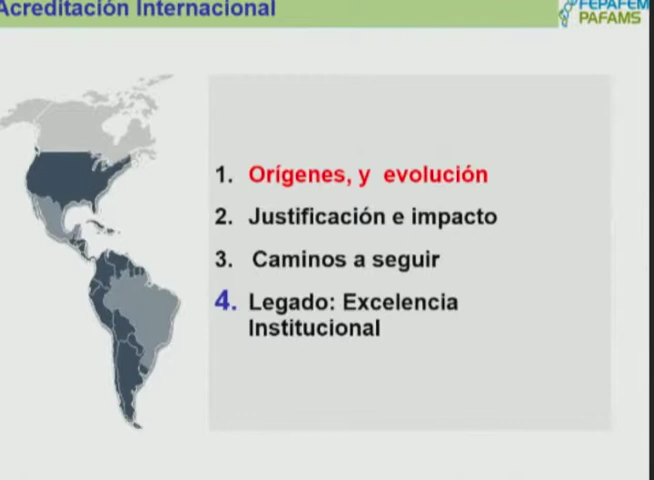 Acreditación Internacional
FEPAFEM
PAFAMS
1. Orígenes, y evolución
2. Justificación e impacto
3. Caminos a seguir
4. Legado: Excelencia
Institucional